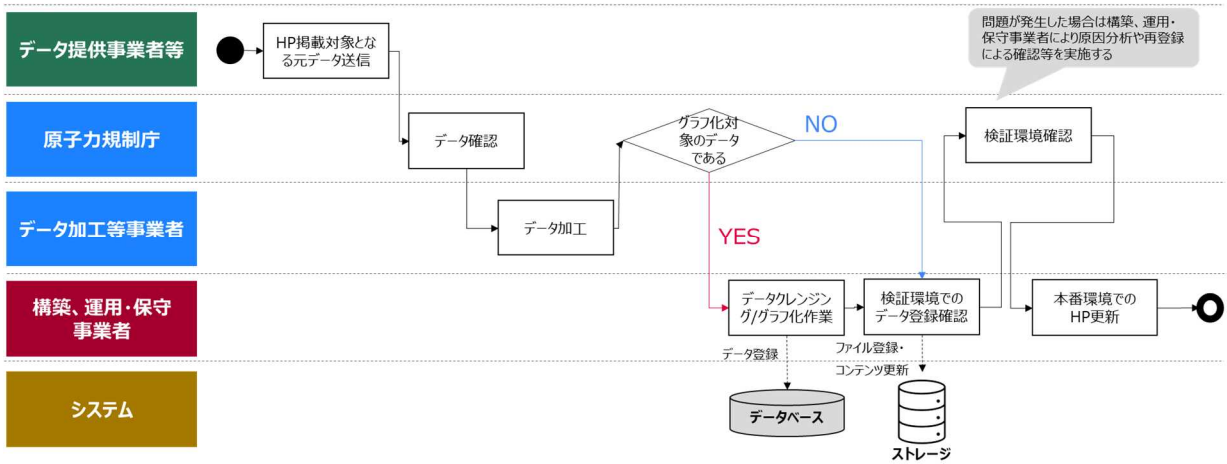 データ提供事業者等
HP掲載対象とな
る元データ送信
問題が発生した場合は構築、運用・
保守事業者により原因分析や再登録
による確認等を実施する
原子力規制庁
データ確認
グラフ化対
象のデータ
である
NO
検証環境確認
データ加工等事業者
データ加工
YES
構築、運用・保守
事業者
データクレンジン
グ/グラフ化作業
検証環境での
データ登録確認
本番環境での
HP更新
データ登録
ファイル登録・
コンテンツ更新
システム
データベース
ストレージ